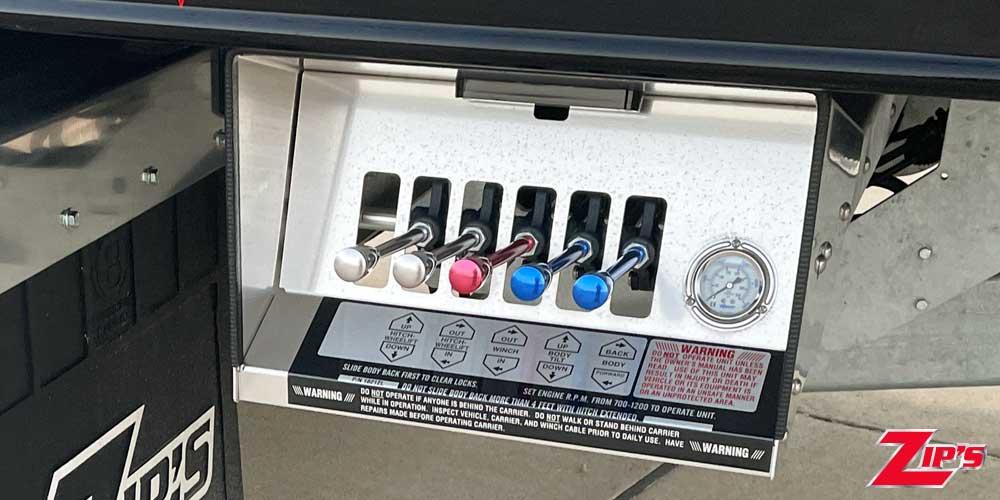 UP
HITCH-
WHEELIFT
DOWN
OUT
HITCH-
WHEELIFT
IN
OUT
WINCH
IN
UP
BODY
TILT
DOWN
BACK
BODY
FORWARD
WARNING
DO NOT OPERATE UNIT UNLESS
THE OWNER'S MANUAL HAS BEEN
READ. USE OF THIS UNIT MAY
RESULT IN INJURY OR DEATH IF
VEHICLE OR ITS EQUIPMENT IS
USED IN AN UNSAFE MANNER
OR IN AN UNPROTECTED AREA.
SLIDE BODY BACK FIRST TO CLEAR LOCKS.
SET ENGINE R.P.M. FROM 700-1200 TO OPERATE UNIT.
DO NOT SLIDE BODY BACK MORE THAN 4 FEET WITH HITCH EXTENDED.
WARNING
DO NOT OPERATE IF ANYONE IS BEHIND THE CARRIER. DO NOT WALK OR STAND BEHIND CARRIER
WHILE IN OPERATION. INSPECT VEHICLE, CARRIER, AND WINCH CABLE PRIOR TO DAILY USE. HAVE
REPAIRS MADE BEFORE OPERATING CARRIER.
WARNING
ZIP'S
ZIP'S